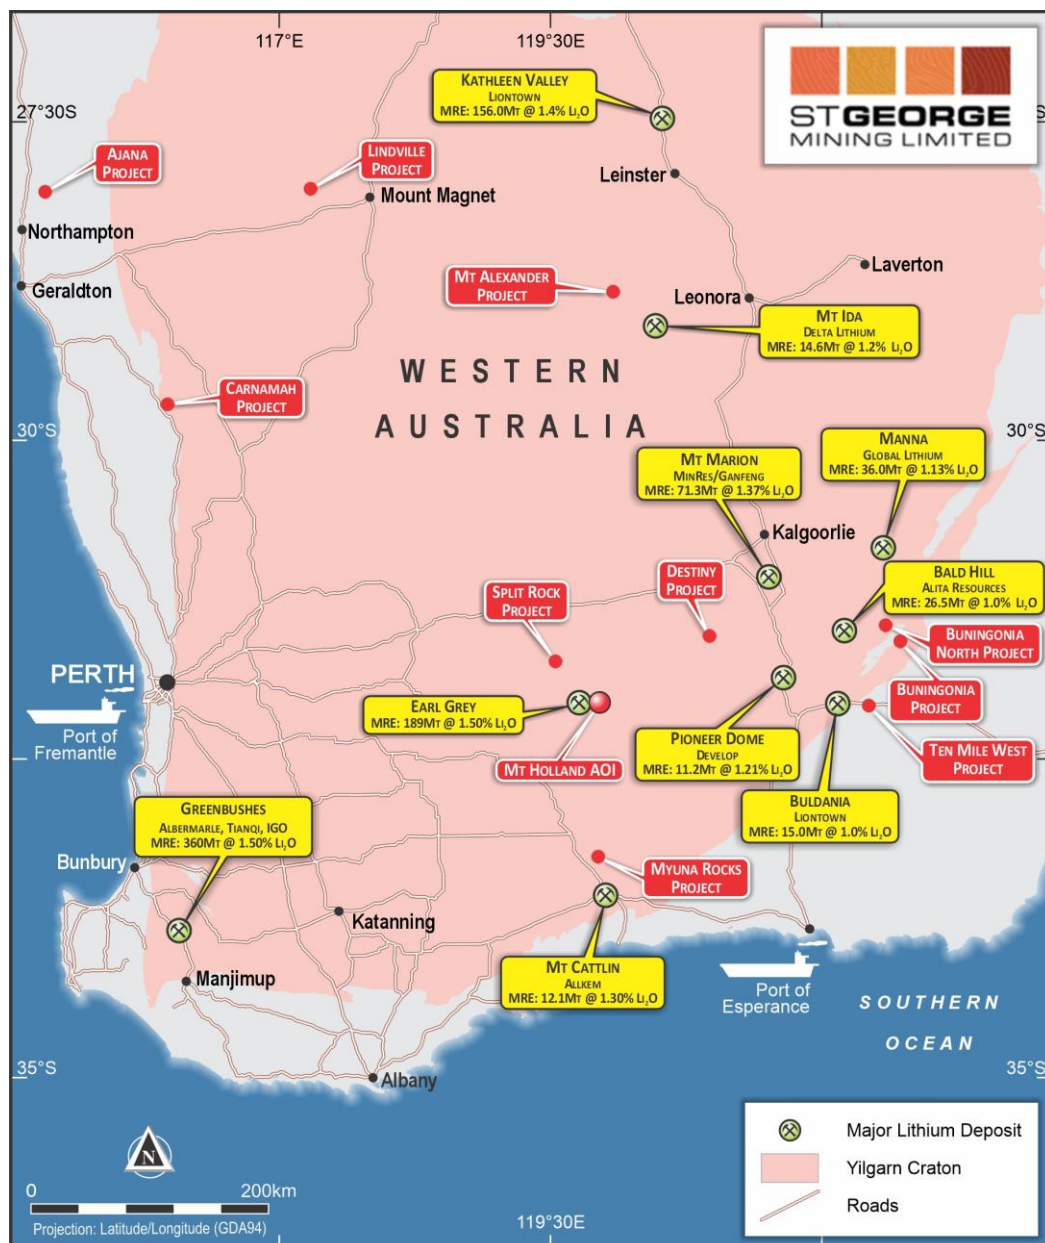 117°E
119°30
ST GEORGE
MINING LIMITED
27°30
30'S
KATHLEEN VALLEY
LIONTOWN
MRE: 156.0MT @ 1.4% Li₂O
AJANA
PROJECT
LINDVILLE
PROJECT
Leinster
Mount Magnet
Northampton
Geraldton
MT ALEXANDER
PROJECT
Laverton
Leonora
MT IDA
DELTA LITHIUM
MRE: 14.6MT @ 1.2% Li₂O
WESTERN
AUSTRALIA
CARNAMAH
PROJECT
30°S
30°S
MANNA
GLOBAL LITHIUM
MRE: 36.0MT @ 1.13% Li₂O
MT MARION
MINRES/GANFENG
MRE: 71.3MT @ 1.37% Li₂O
Kalgoorlie
DESTINY
PROJECT
SPLIT ROCK
PROJECT
BALD HILL
ALITA RESOURCES
MRE: 26.5MT @ 1.0% Li₂O
BUNINGONIA
NORTH PROJECT
PERTH
Port of
Fremantle
EARL GREY
MRE: 189MT @ 1.50% Li₂O
BUNINGONIA
PROJECT
MT HOLLAND AOI
PIONEER DOME
DEVELOP
MRE: 11.2MT @ 1.21% Li₂O
TEN MILE WEST
PROJECT
GREENBUSHES
ALBERMARLE, TIANQI, IGO
MRE: 360MT @ 1.50% Li₂O
BULDANIA
LIONTOWN
MRE: 15.0MT @ 1.0% Li₂O
Bunbury
MYUNA ROCKS
PROJECT
Katanning
Manjimup
MT CATTLIN
ALLKEM
MRE: 12.1MT @ 1.30% Li₂O
Port of
Esperance
SOUTHERN
OCEAN
35°S
35°S
Albany
N
0 200km
Projection: Latitude/Longitude (GDA94)
119°30
Major Lithium Deposit
Yilgarn Craton
Roads